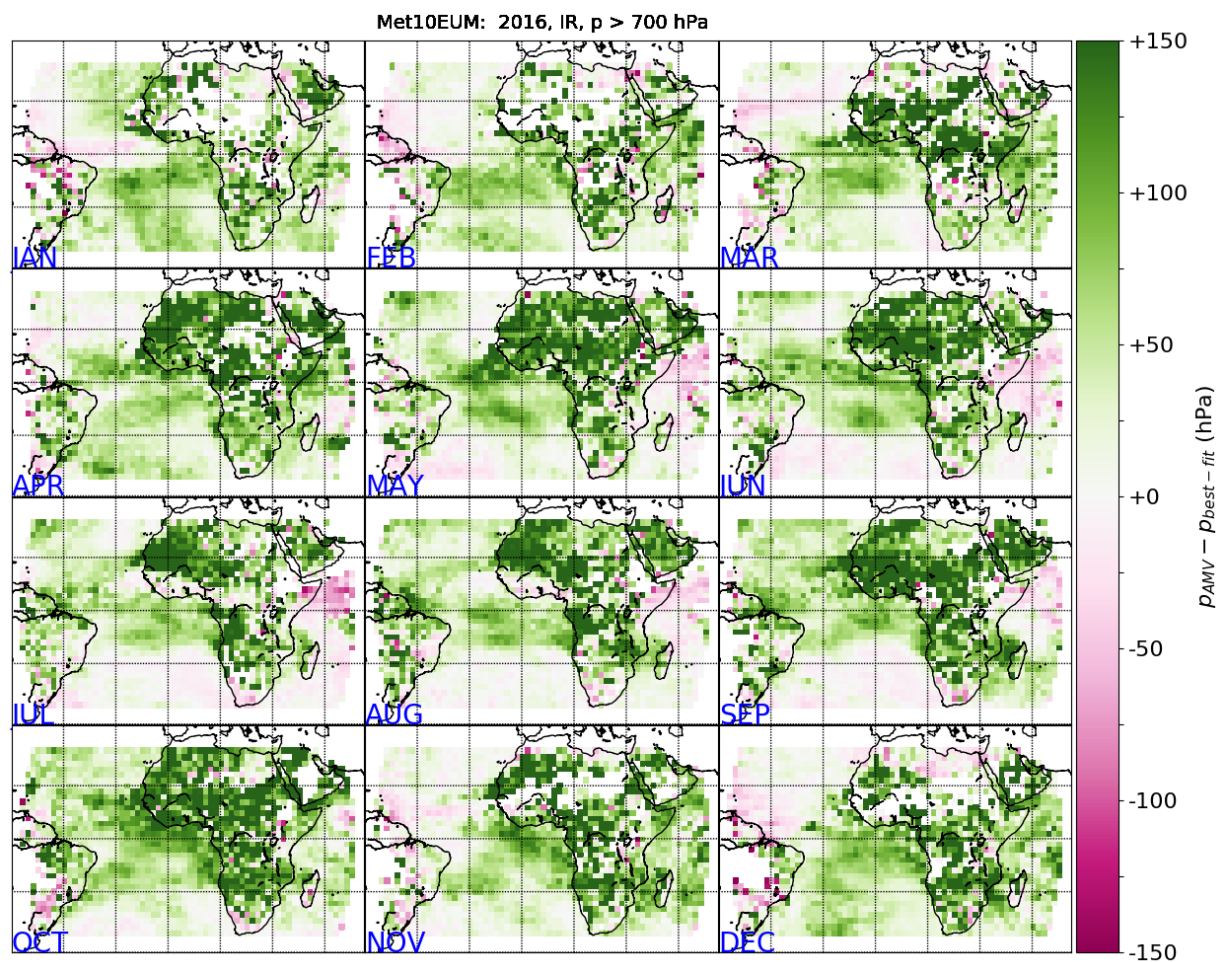 Met10EUM: 2016, IR, p > 700 hPa
JAN
FEB
MAR
APR
MAY
JUN
JUL
AUG
SEP
OCT
NOV
DEC
+150
+100
+50
+0
-50
-100
-150
p_AMV − p_best−fit (hPa)